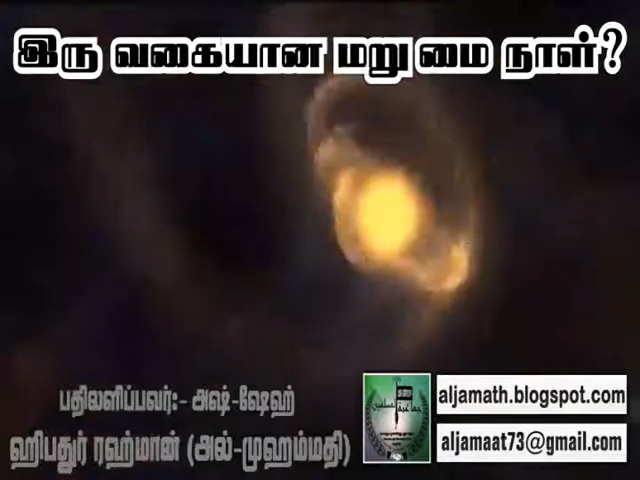 இரு வகையான மறுமை நாள்?
பதிலளிப்பவர்:- அஷ்-ஷேஹ்
ஹிபதுர் ரஹ்மான் (அல்-முஹம்மதி)
aljamath.blogspot.com
aljamaat73@gmail.com